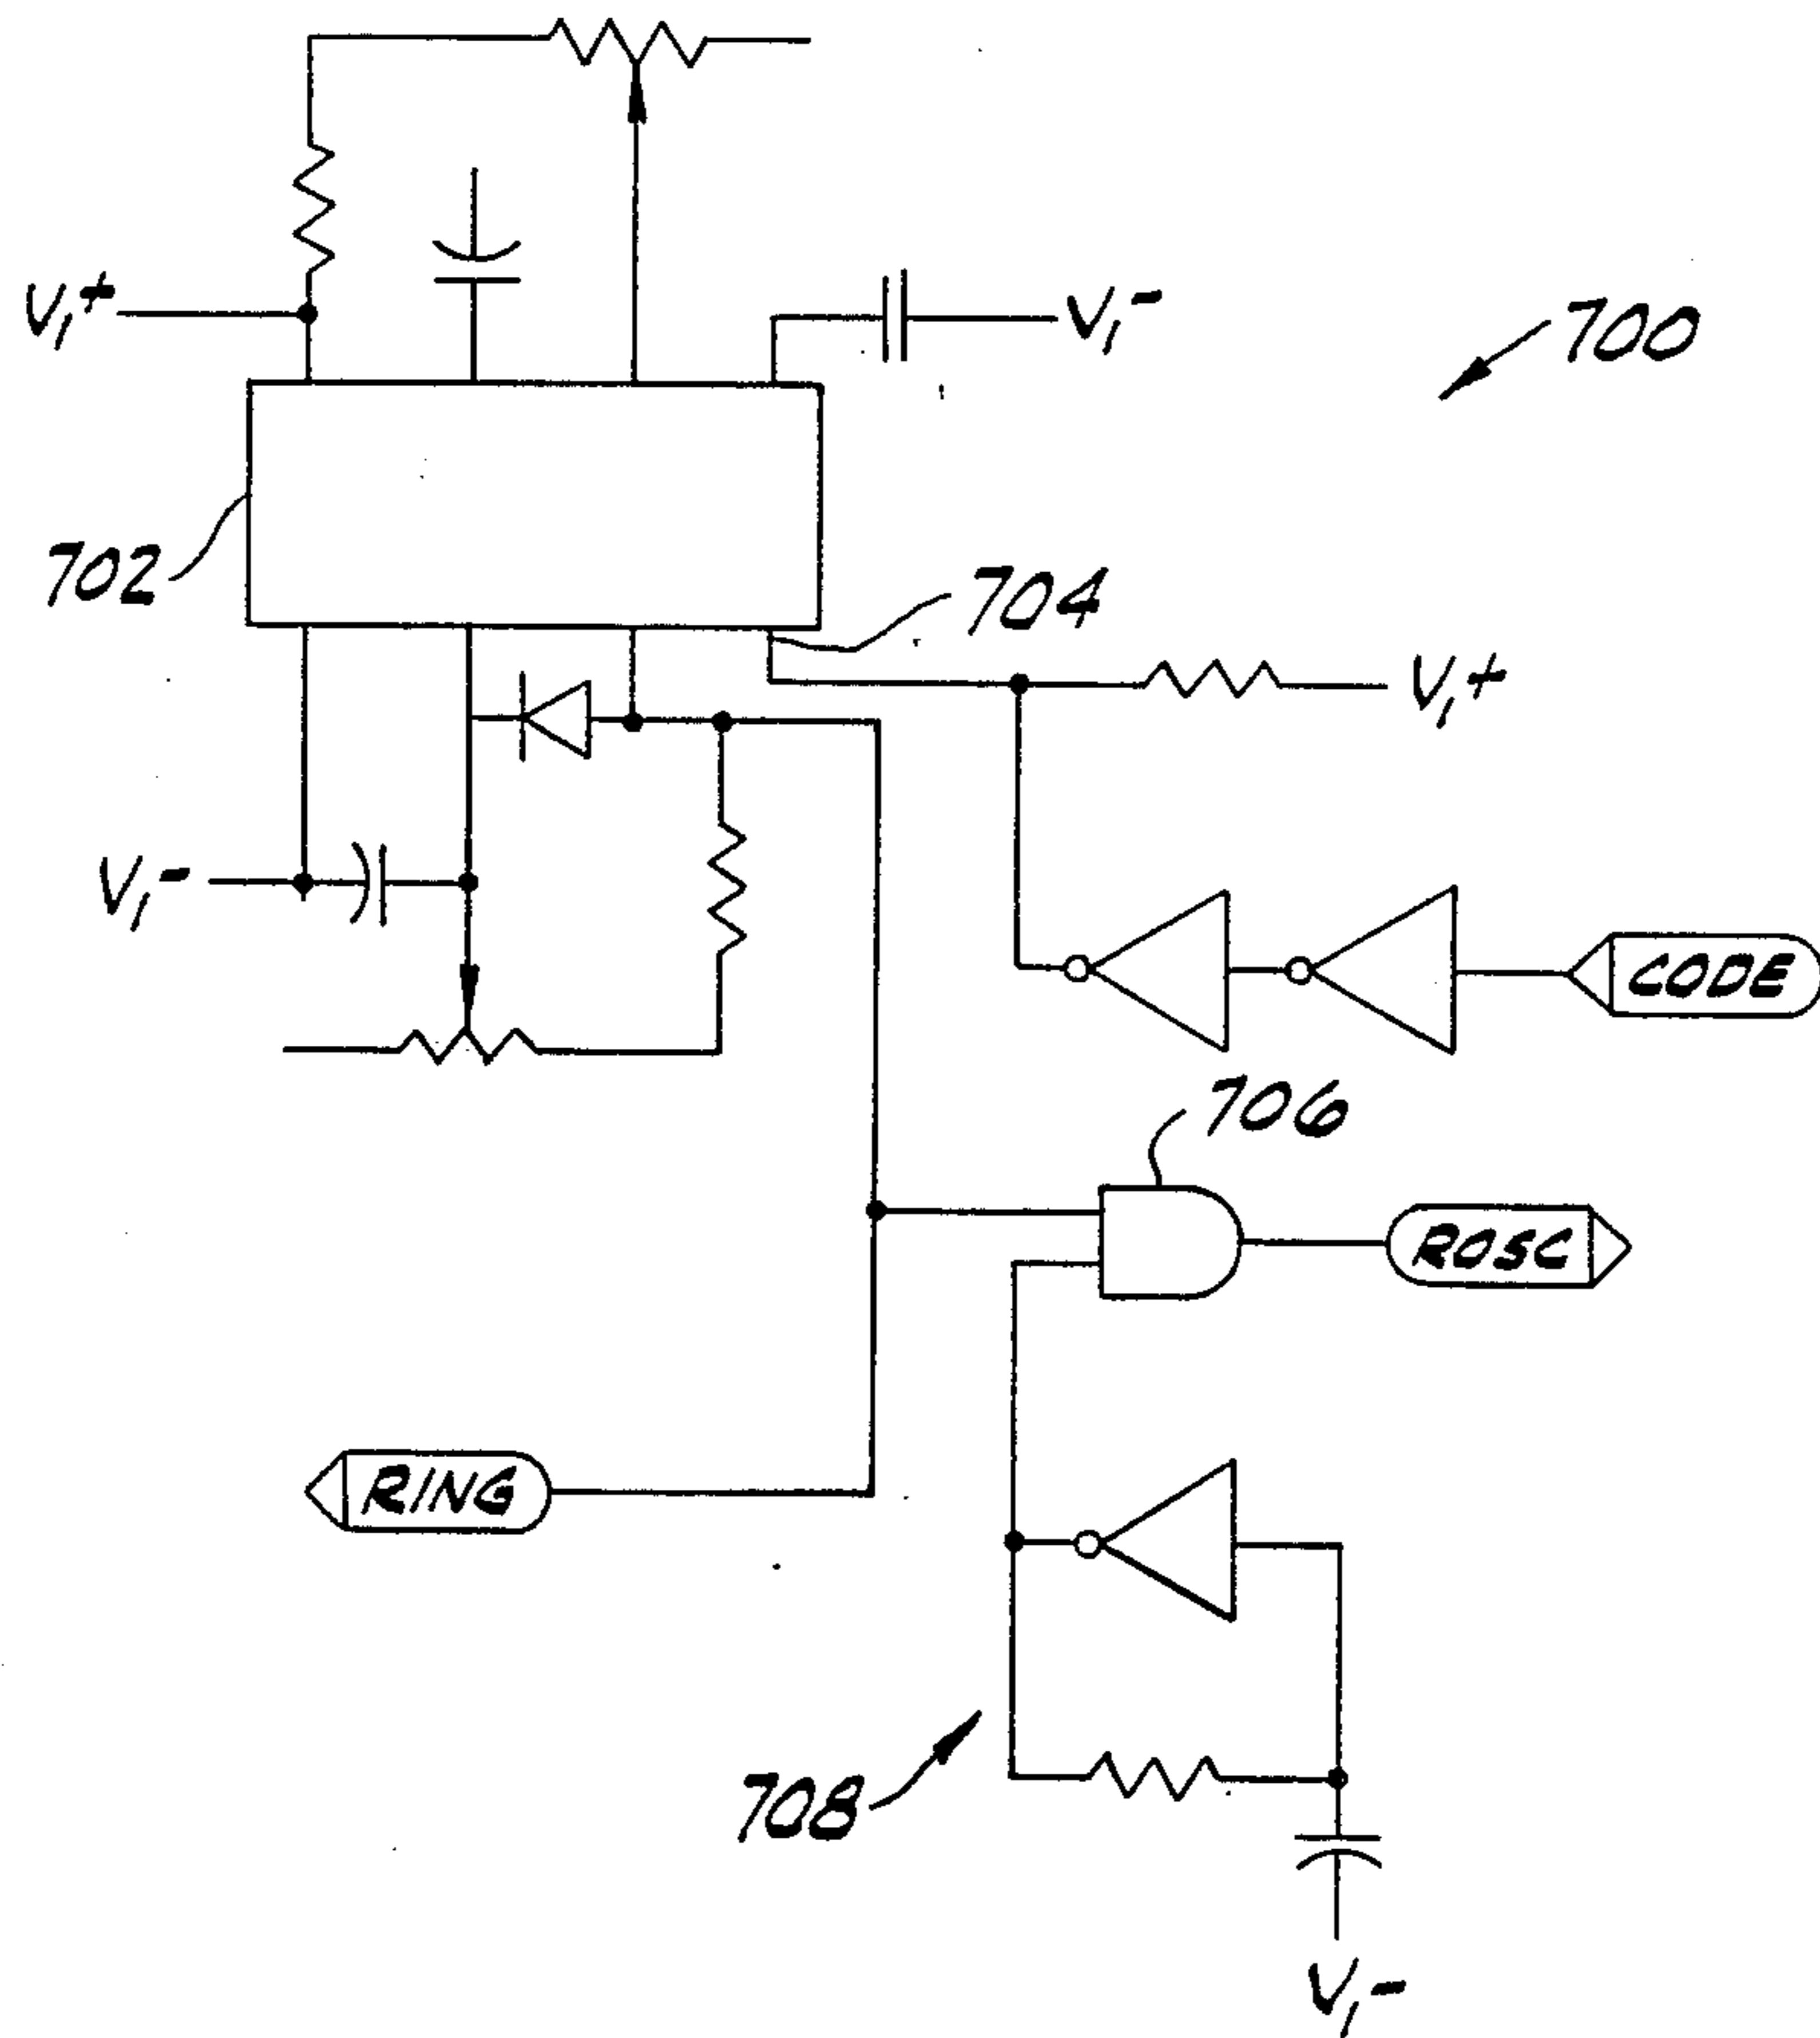 V₁+
V₁-
700
702
704
V₁+
V₁-
CODE
706
ROSC
RING
708
V₁-